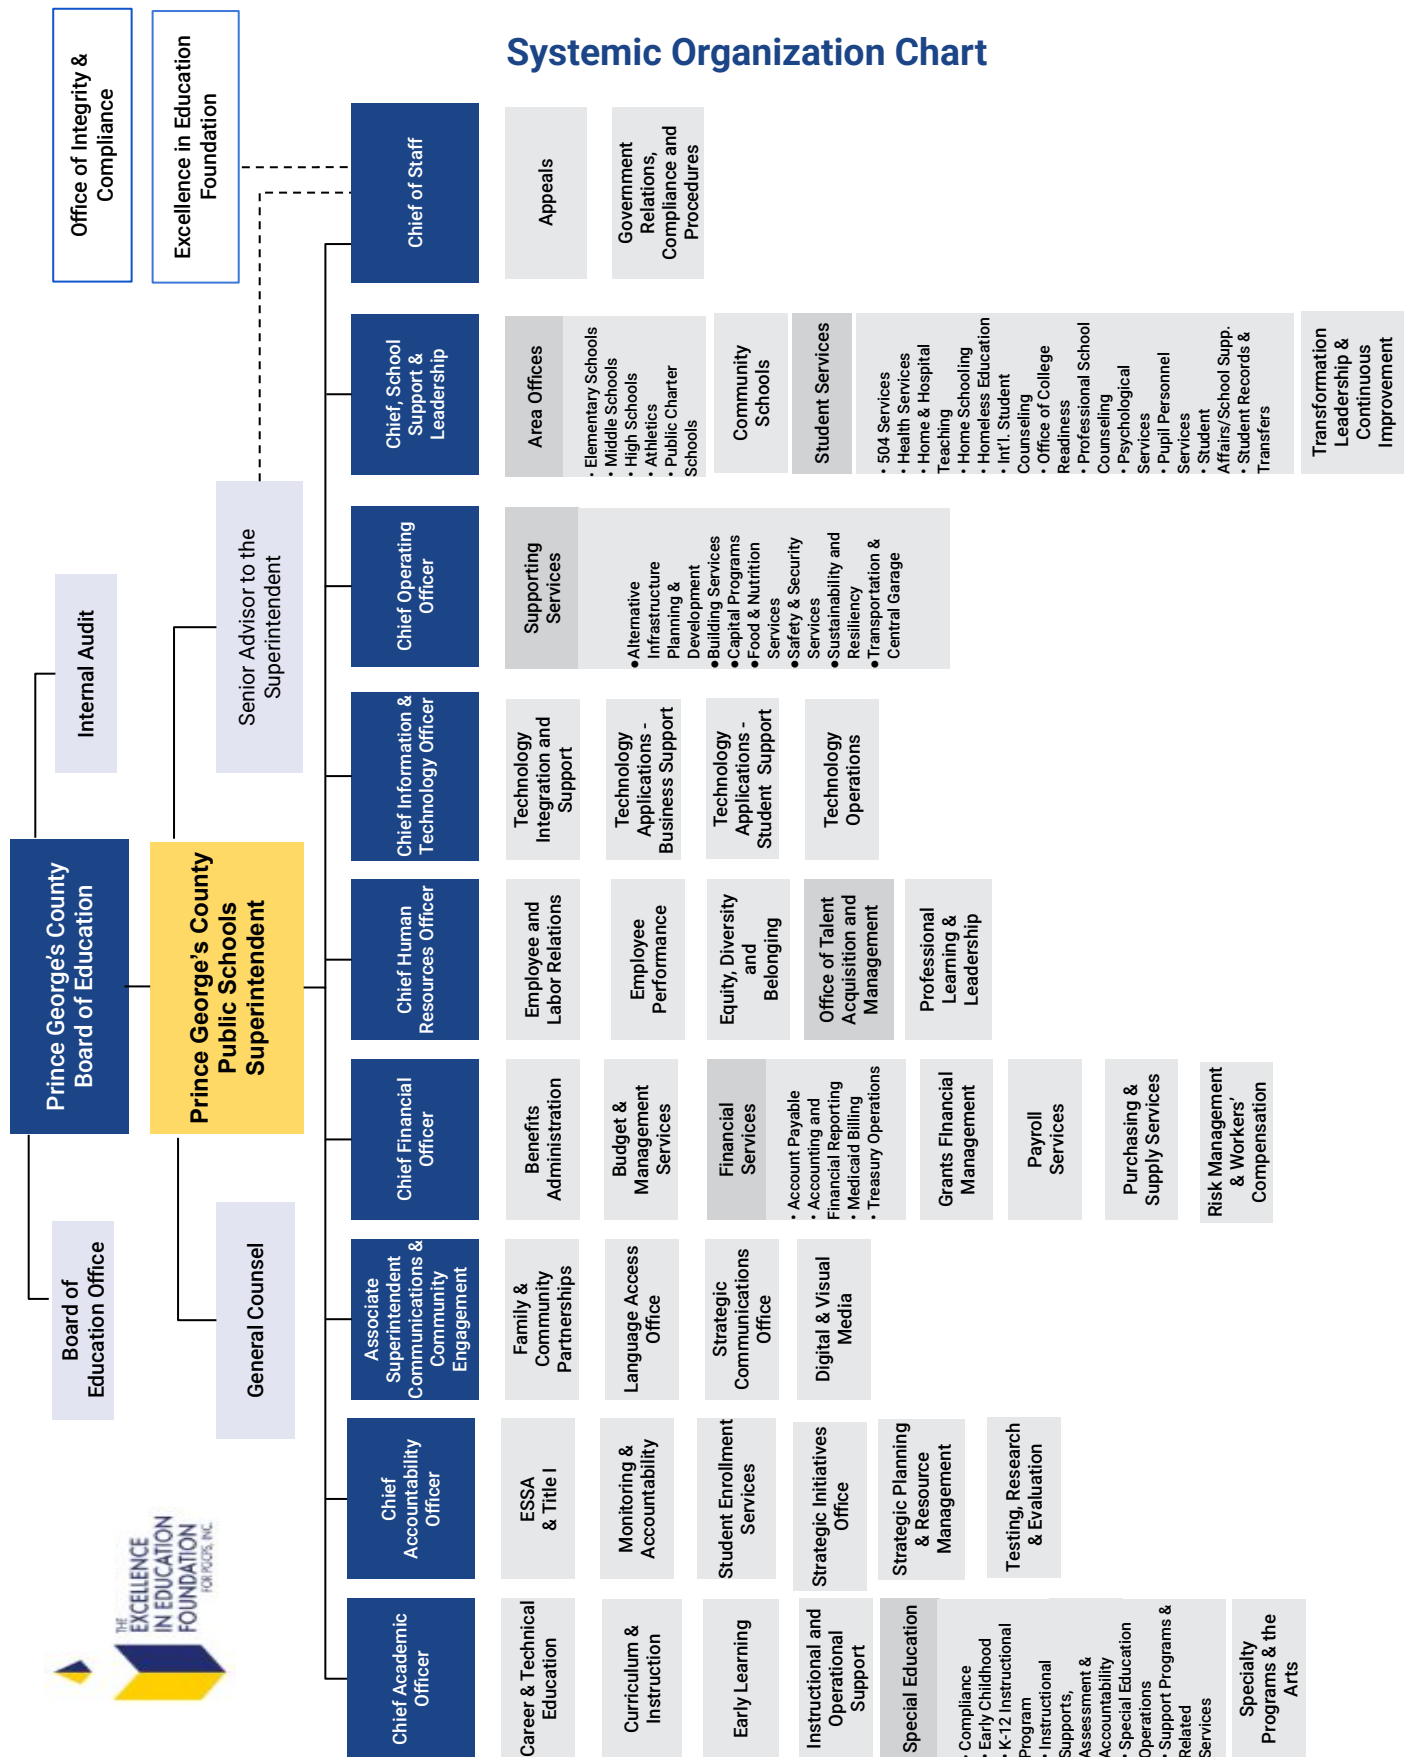 Systemic Organization Chart
Office of Integrity &
Compliance
Excellence in Education
Foundation
Prince George's County
Board of Education
Internal Audit
Board of
Education Office
Prince George's County
Public Schools
Superintendent
Senior Advisor to the
Superintendent
General Counsel
THE
EXCELLENCE
IN EDUCATION
FOUNDATION
FOR PGCPS, INC.
Chief Academic
Officer
Career & Technical
Education
Curriculum &
Instruction
Early Learning
Instructional and
Operational
Support
Special Education
• Compliance
• Early Childhood
• K-12 Instructional
Program
• Instructional
Supports,
Assessment &
Accountability
• Special Education
Operations
• Support Programs &
Related
Services
Specialty
Programs & the
Arts
Chief
Accountability
Officer
ESSA
& Title I
Monitoring &
Accountability
Student Enrollment
Services
Strategic Initiatives
Office
Strategic Planning
& Resource
Management
Testing, Research
& Evaluation
Associate
Superintendent
Communications &
Community
Engagement
Family &
Community
Partnerships
Language Access
Office
Strategic
Communications
Office
Digital & Visual
Media
Chief Financial
Officer
Benefits
Administration
Budget &
Management
Services
Financial
Services
• Account Payable
• Accounting and
Financial Reporting
• Medicaid Billing
• Treasury Operations
Grants FInancial
Management
Payroll
Services
Purchasing &
Supply Services
Risk Management
& Workers'
Compensation
Chief Human
Resources Officer
Employee and
Labor Relations
Employee
Performance
Equity, Diversity
and
Belonging
Office of Talent
Acquisition and
Management
Professional
Learning &
Leadership
Chief Information &
Technology Officer
Technology
Integration and
Support
Technology
Applications -
Business Support
Technology
Applications -
Student Support
Technology
Operations
Chief Operating
Officer
Supporting
Services
●Alternative
Infrastructure
Planning &
Development
●Building Services
●Capital Programs
●Food & Nutrition
Services
●Safety & Security
Services
●Sustainability and
Resiliency
●Transportation &
Central Garage
Chief, School
Support &
Leadership
Area Offices
• Elementary Schools
• Middle Schools
• High Schools
• Athletics
• Public Charter
Schools
Community
Schools
Student Services
• 504 Services
• Health Services
• Home & Hospital
Teaching
• Home Schooling
• Homeless Education
• Int'l. Student
Counseling
• Office of College
Readiness
• Professional School
Counseling
• Psychological
Services
• Pupil Personnel
Services
• Student
Affairs/School Supp.
• Student Records &
Transfers
Transformation
Leadership &
Continuous
Improvement
Chief of Staff
Appeals
Government
Relations,
Compliance and
Procedures